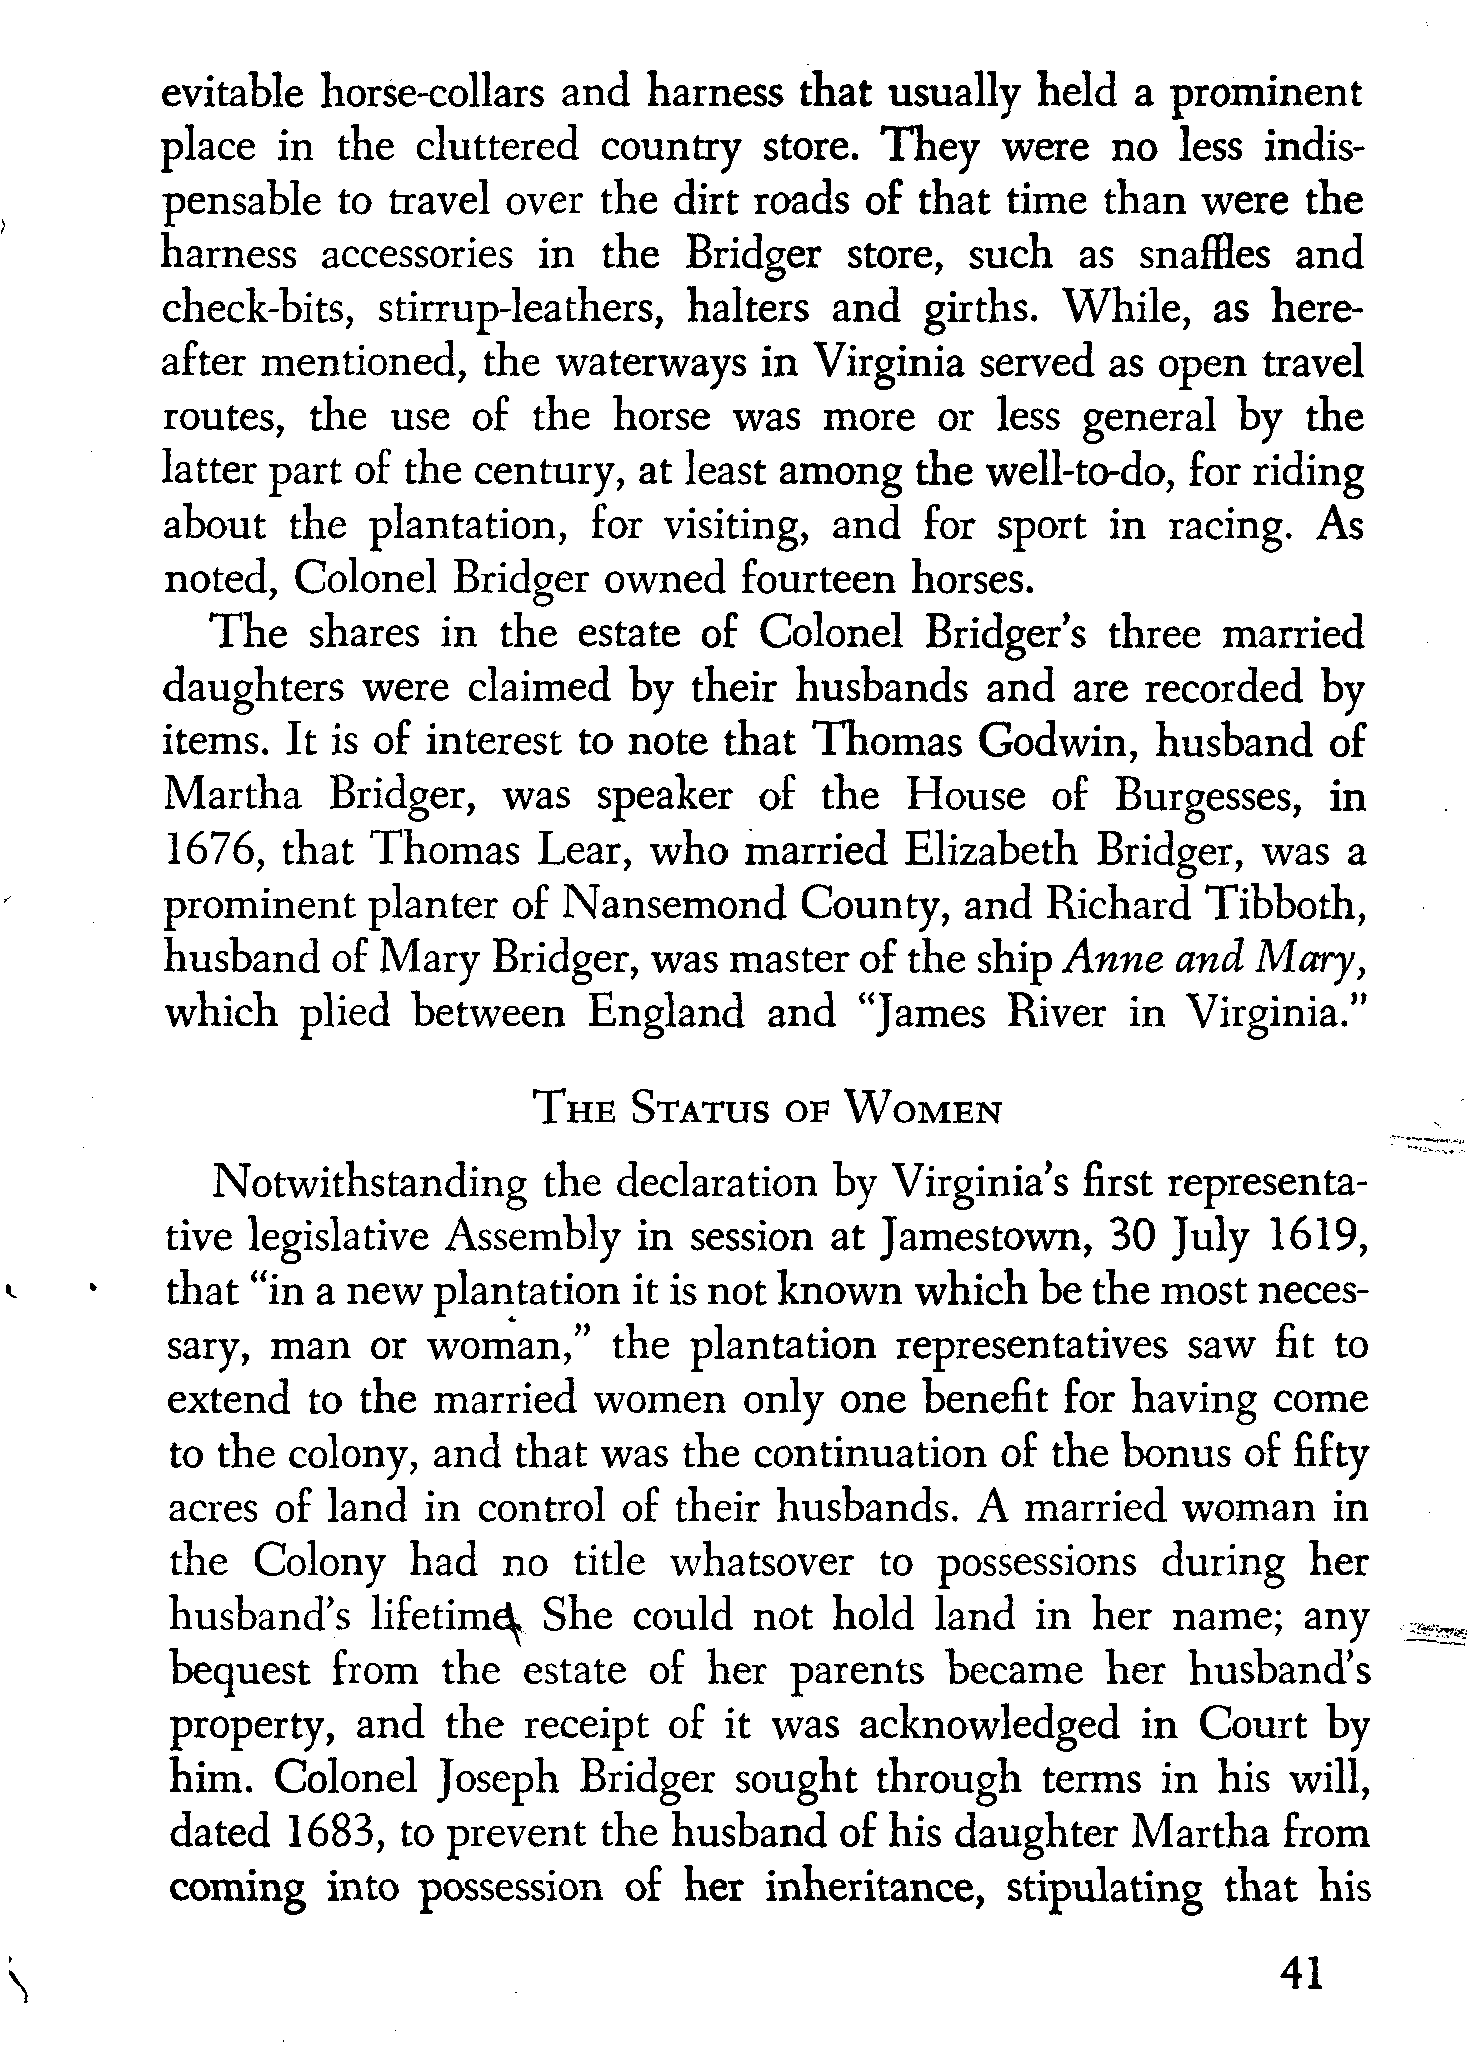 evitable horse-collars and harness that usually held a prominent
place in the cluttered country store. They were no less indis-
pensable to travel over the dirt roads of that time than were the
harness accessories in the Bridger store, such as snaffles and
check-bits, stirrup-leathers, halters and girths. While, as here-
after mentioned, the waterways in Virginia served as open travel
routes, the use of the horse was more or less general by the
latter part of the century, at least among the well-to-do, for riding
about the plantation, for visiting, and for sport in racing. As
noted, Colonel Bridger owned fourteen horses.
The shares in the estate of Colonel Bridger's three married
daughters were claimed by their husbands and are recorded by
items. It is of interest to note that Thomas Godwin, husband of
Martha Bridger, was speaker of the House of Burgesses, in
1676, that Thomas Lear, who married Elizabeth Bridger, was a
prominent planter of Nansemond County, and Richard Tibboth,
husband of Mary Bridger, was master of the ship Anne and Mary,
which plied between England and “James River in Virginia.”
THE STATUS OF WOMEN
Notwithstanding the declaration by Virginia's first representa-
tive legislative Assembly in session at Jamestown, 30 July 1619,
that “in a new plantation it is not known which be the most neces-
sary, man or woman,” the plantation representatives saw fit to
extend to the married women only one benefit for having come
to the colony, and that was the continuation of the bonus of fifty
acres of land in control of their husbands. A married woman in
the Colony had no title whatsover to possessions during her
husband's lifetime. She could not hold land in her name; any
bequest from the estate of her parents became her husband's
property, and the receipt of it was acknowledged in Court by
him. Colonel Joseph Bridger sought through terms in his will,
dated 1683, to prevent the husband of his daughter Martha from
coming into possession of her inheritance, stipulating that his
41